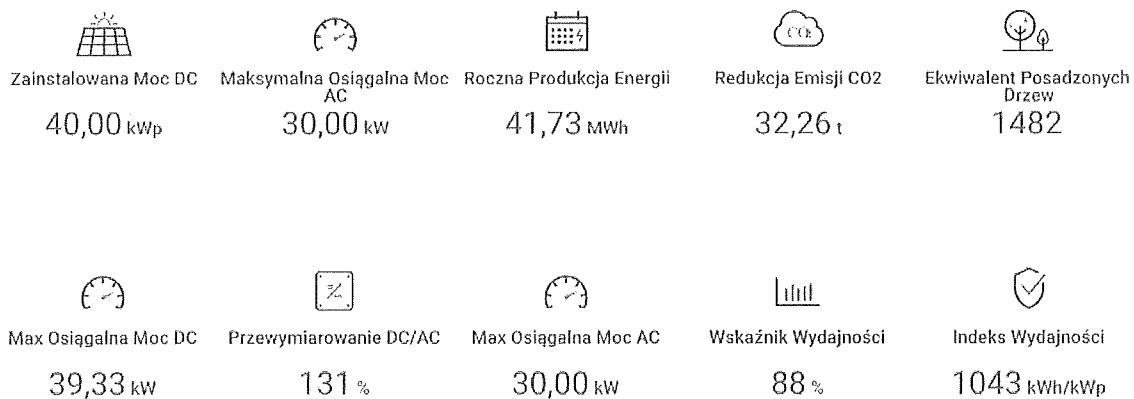 CO₂
Zainstalowana Moc DC
40,00 kWp
Maksymalna Osiągalna Moc
AC
30,00 kW
Roczna Produkcja Energii
41,73 MWh
Redukcja Emisji CO2
32,26 t
Ekwiwalent Posadzonych
Drzew
1482
Max Osiągalna Moc DC
39,33 kW
Przewymiarowanie DC/AC
131 %
Max Osiągalna Moc AC
30,00 kW
Wskaźnik Wydajności
88 %
Indeks Wydajności
1043 kWh/kWp